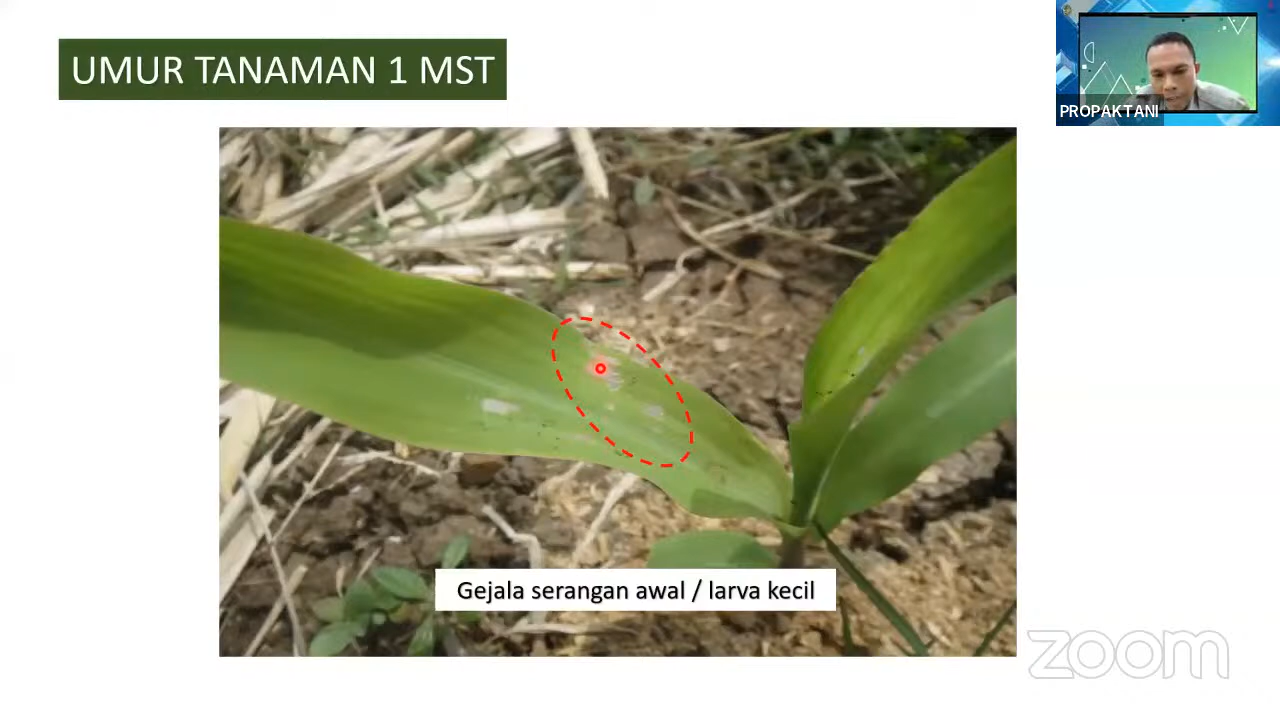 UMUR TANAMAN 1 MST
PROPAKTANI
Gejala serangan awal / larva kecil
zoom